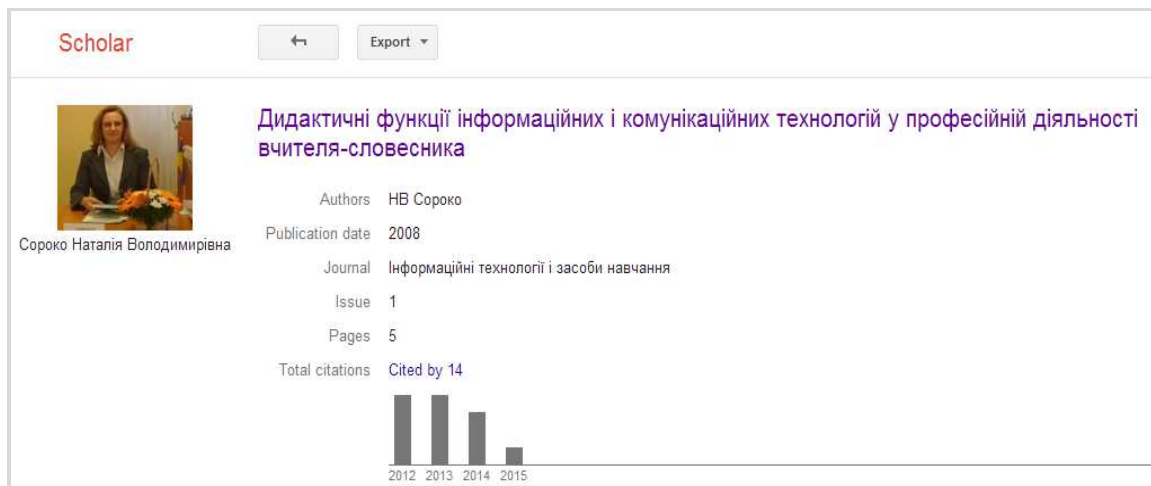 Scholar
Export
Дидактичні функції інформаційних і комунікаційних технологій у професійній діяльності
вчителя-словесника
Сороко Наталія Володимирівна
Authors НВ Сороко
Publication date 2008
Journal Інформаційні технології і засоби навчання
Issue 1
Pages 5
Total citations Cited by 14
2012 2013 2014 2015